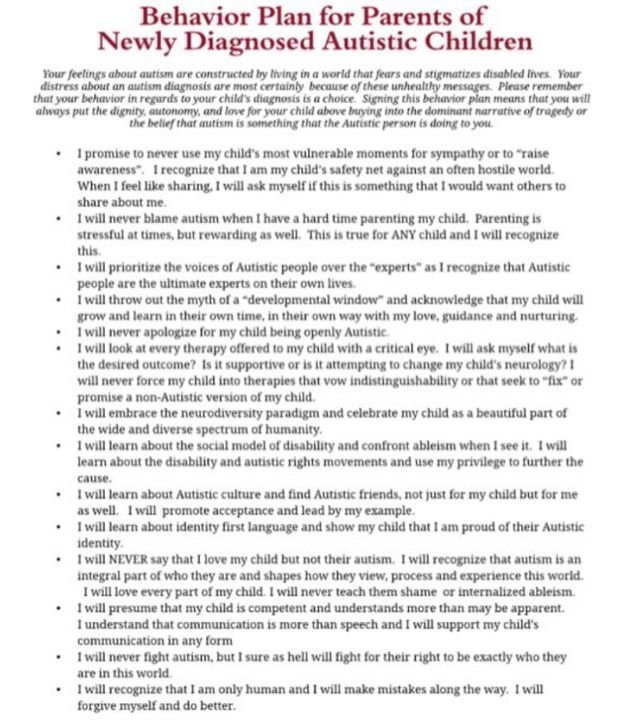 Behavior Plan for Parents of
Newly Diagnosed Autistic Children
Your feelings about autism are constructed by living in a world that fears and stigmatizes disabled lives. Your
distress about an autism diagnosis are most certainly because of these unhealthy messages. Please remember
that your behavior in regards to your child's diagnosis is a choice. Signing this behavior plan means that you will
always put the dignity, autonomy, and love for your child above buying into the dominant narrative of tragedy or
the belief that autism is something that the Autistic person is doing to you.
• I promise to never use my child's most vulnerable moments for sympathy or to "raise
awareness". I recognize that I am my child's safety net against an often hostile world.
When I feel like sharing, I will ask myself if this is something that I would want others to
share about me.
• I will never blame autism when I have a hard time parenting my child. Parenting is
stressful at times, but rewarding as well. This is true for ANY child and I will recognize
this.
• I will prioritize the voices of Autistic people over the "experts" as I recognize that Autistic
people are the ultimate experts on their own lives.
• I will throw out the myth of a "developmental window" and acknowledge that my child will
grow and learn in their own time, in their own way with my love, guidance and nurturing.
• I will never apologize for my child being openly Autistic.
• I will look at every therapy offered to my child with a critical eye. I will ask myself what is
the desired outcome? Is it supportive or is it attempting to change my child's neurology? I
will never force my child into therapies that vow indistinguishability or that seek to "fix" or
promise a non-Autistic version of my child.
• I will embrace the neurodiversity paradigm and celebrate my child as a beautiful part of
the wide and diverse spectrum of humanity.
• I will learn about the social model of disability and confront ableism when I see it. I will
learn about the disability and autistic rights movements and use my privilege to further the
cause.
• I will learn about Autistic culture and find Autistic friends, not just for my child but for me
as well. I will promote acceptance and lead by my example.
• I will learn about identity first language and show my child that I am proud of their Autistic
identity.
• I will NEVER say that I love my child but not their autism. I will recognize that autism is an
integral part of who they are and shapes how they view, process and experience this world.
I will love every part of my child. I will never teach them shame or internalized ableism.
• I will presume that my child is competent and understands more than may be apparent.
I understand that communication is more than speech and I will support my child's
communication in any form
• I will never fight autism, but I sure as hell will fight for their right to be exactly who they
are in this world.
• I will recognize that I am only human and I will make mistakes along the way. I will
forgive myself and do better.